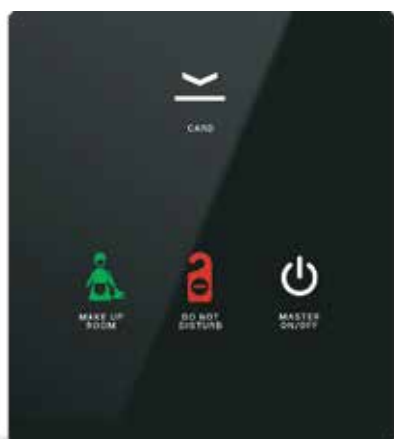 CARD
MAKE UP
ROOM
DO NOT
DISTURB
MASTER
ON/OFF